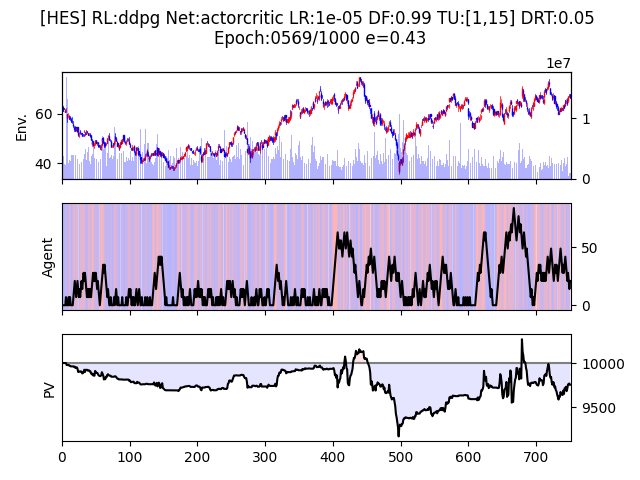 [HES] RL:ddpg Net:actorcritic LR:1e-05 DF:0.99 TU:[1,15] DRT:0.05
Epoch:0569/1000 e=0.43
1e7
Env.
60
40
1
0
Agent
50
0
PV
10000
9500
0 100 200 300 400 500 600 700